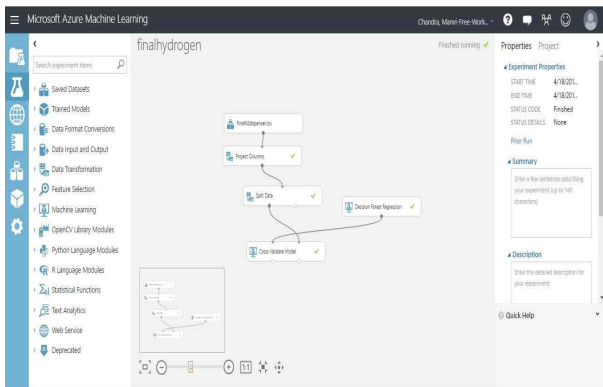 Microsoft Azure Machine Learning
Chandra, Manvi-Free-Work...
finalhydrogen
Finished running
Search experiment items
Saved Datasets
Trained Models
Data Format Conversions
Data Input and Output
Data Transformation
Feature Selection
Machine Learning
OpenCV Library Modules
Python Language Modules
R Language Modules
Statistical Functions
Text Analytics
Web Service
Deprecated
Project Columns
Split Data
Decision Forest Regression
Cross Validate Model
1:1
Properties Project
Experiment Properties
START TIME 4/18/201...
END TIME 4/18/201...
STATUS CODE Finished
STATUS DETAILS None
Prior Run
Summary
Enter a few sentences describing
your experiment (up to 140
characters).
Description
Enter the detailed description for
your experiment.
Quick Help